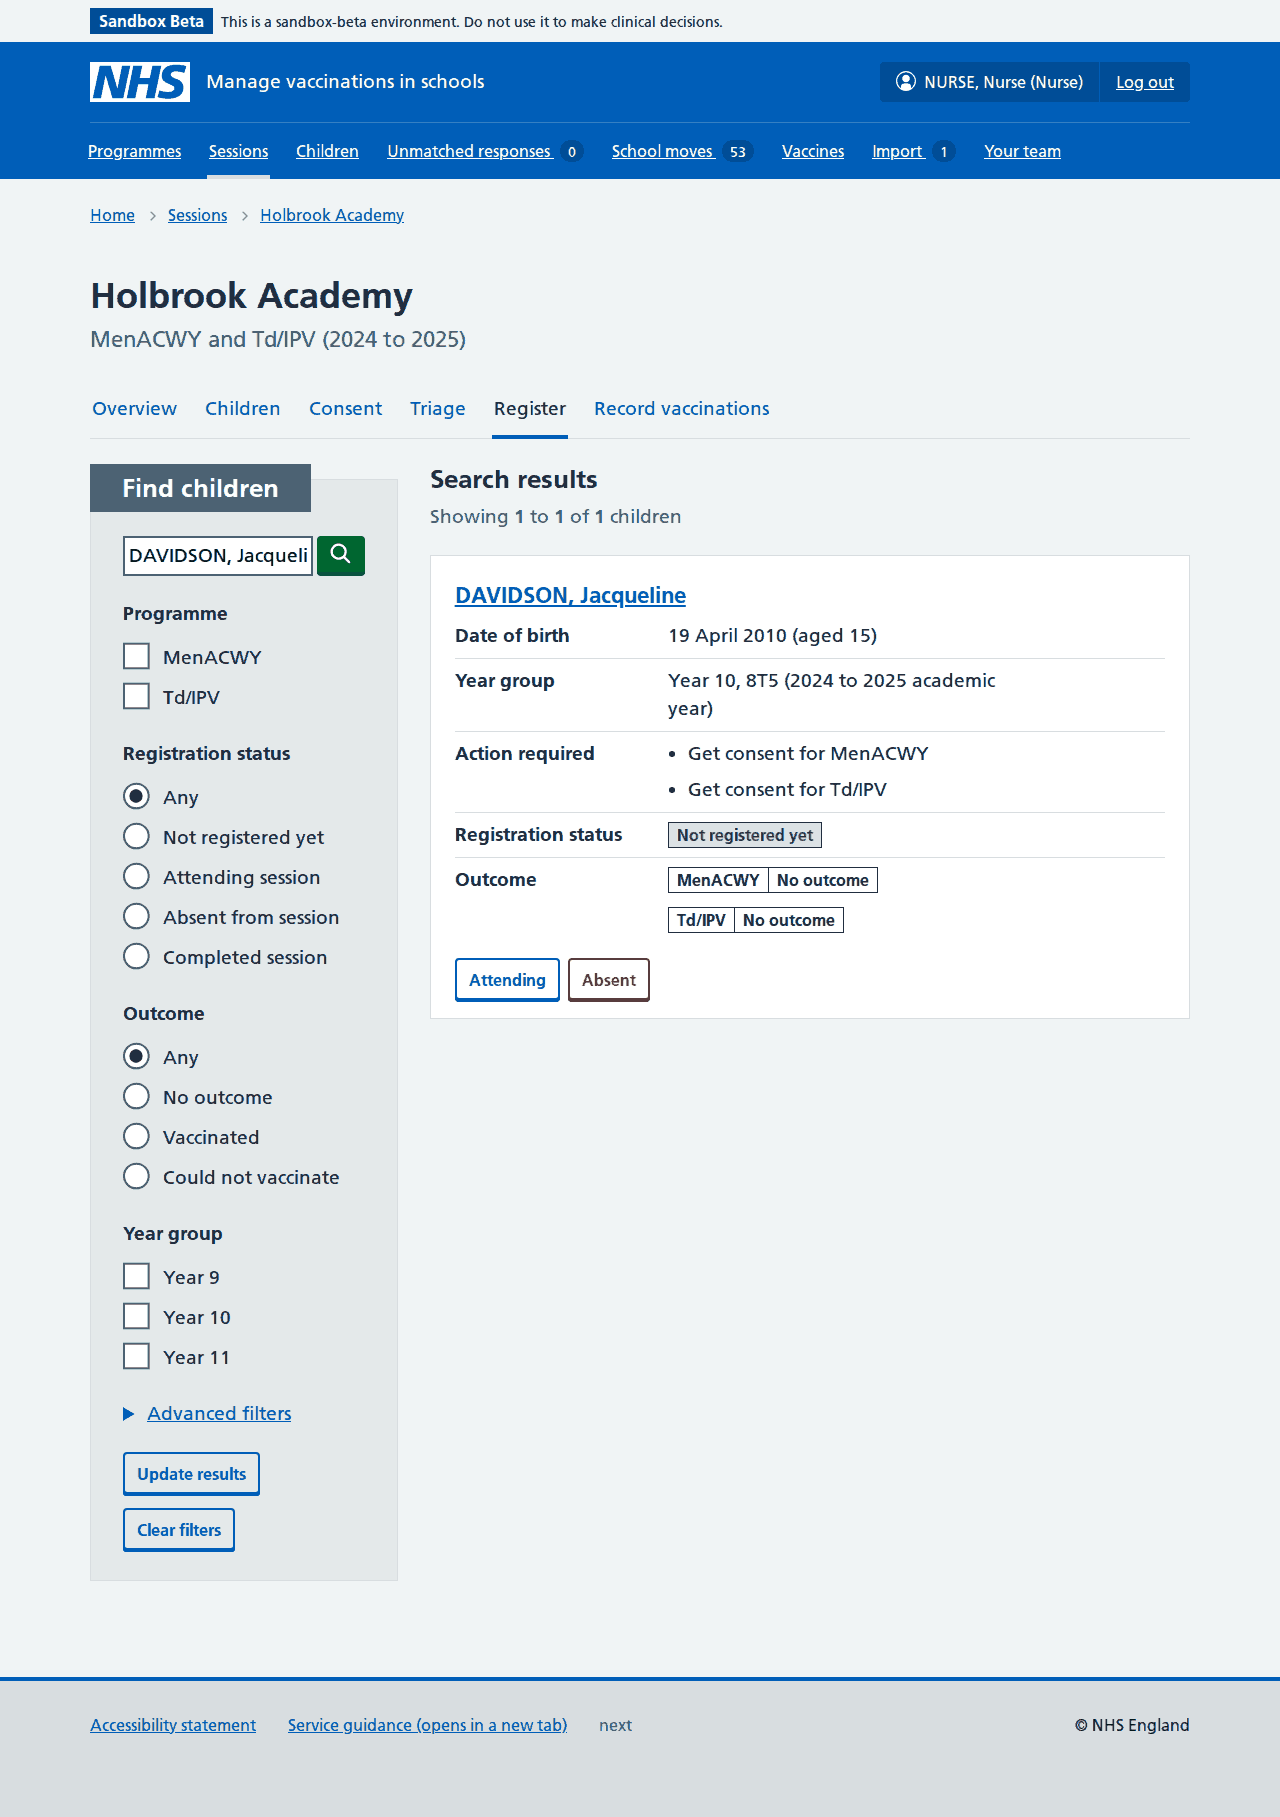 Sandbox Beta This is a sandbox-beta environment. Do not use it to make clinical decisions.
NHS Manage vaccinations in schools NURSE, Nurse (Nurse) Log out
Programmes Sessions Children Unmatched responses 0 School moves 53 Vaccines Import 1 Your team
Home Sessions Holbrook Academy
Holbrook Academy
MenACWY and Td/IPV (2024 to 2025)
Overview Children Consent Triage Register Record vaccinations
Find children
DAVIDSON, Jacqueli
Programme
MenACWY
Td/IPV
Registration status
Any
Not registered yet
Attending session
Absent from session
Completed session
Outcome
Any
No outcome
Vaccinated
Could not vaccinate
Year group
Year 9
Year 10
Year 11
Advanced filters
Update results
Clear filters
Search results
Showing 1 to 1 of 1 children
DAVIDSON, Jacqueline
Date of birth 19 April 2010 (aged 15)
Year group Year 10, 8T5 (2024 to 2025 academic
year)
Action required • Get consent for MenACWY
• Get consent for Td/IPV
Registration status Not registered yet
Outcome MenACWY No outcome
Td/IPV No outcome
Attending Absent
Accessibility statement Service guidance (opens in a new tab) next © NHS England